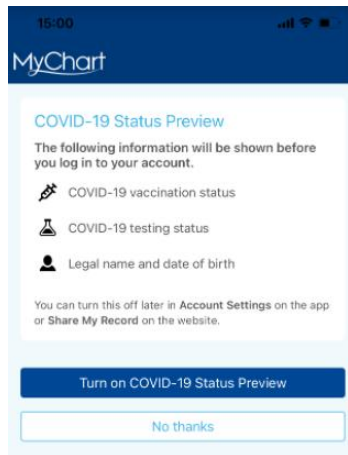 15:00
MyChart
COVID-19 Status Preview
The following information will be shown before
you log in to your account.
COVID-19 vaccination status
COVID-19 testing status
Legal name and date of birth
You can turn this off later in Account Settings on the app
or Share My Record on the website.
Turn on COVID-19 Status Preview
No thanks